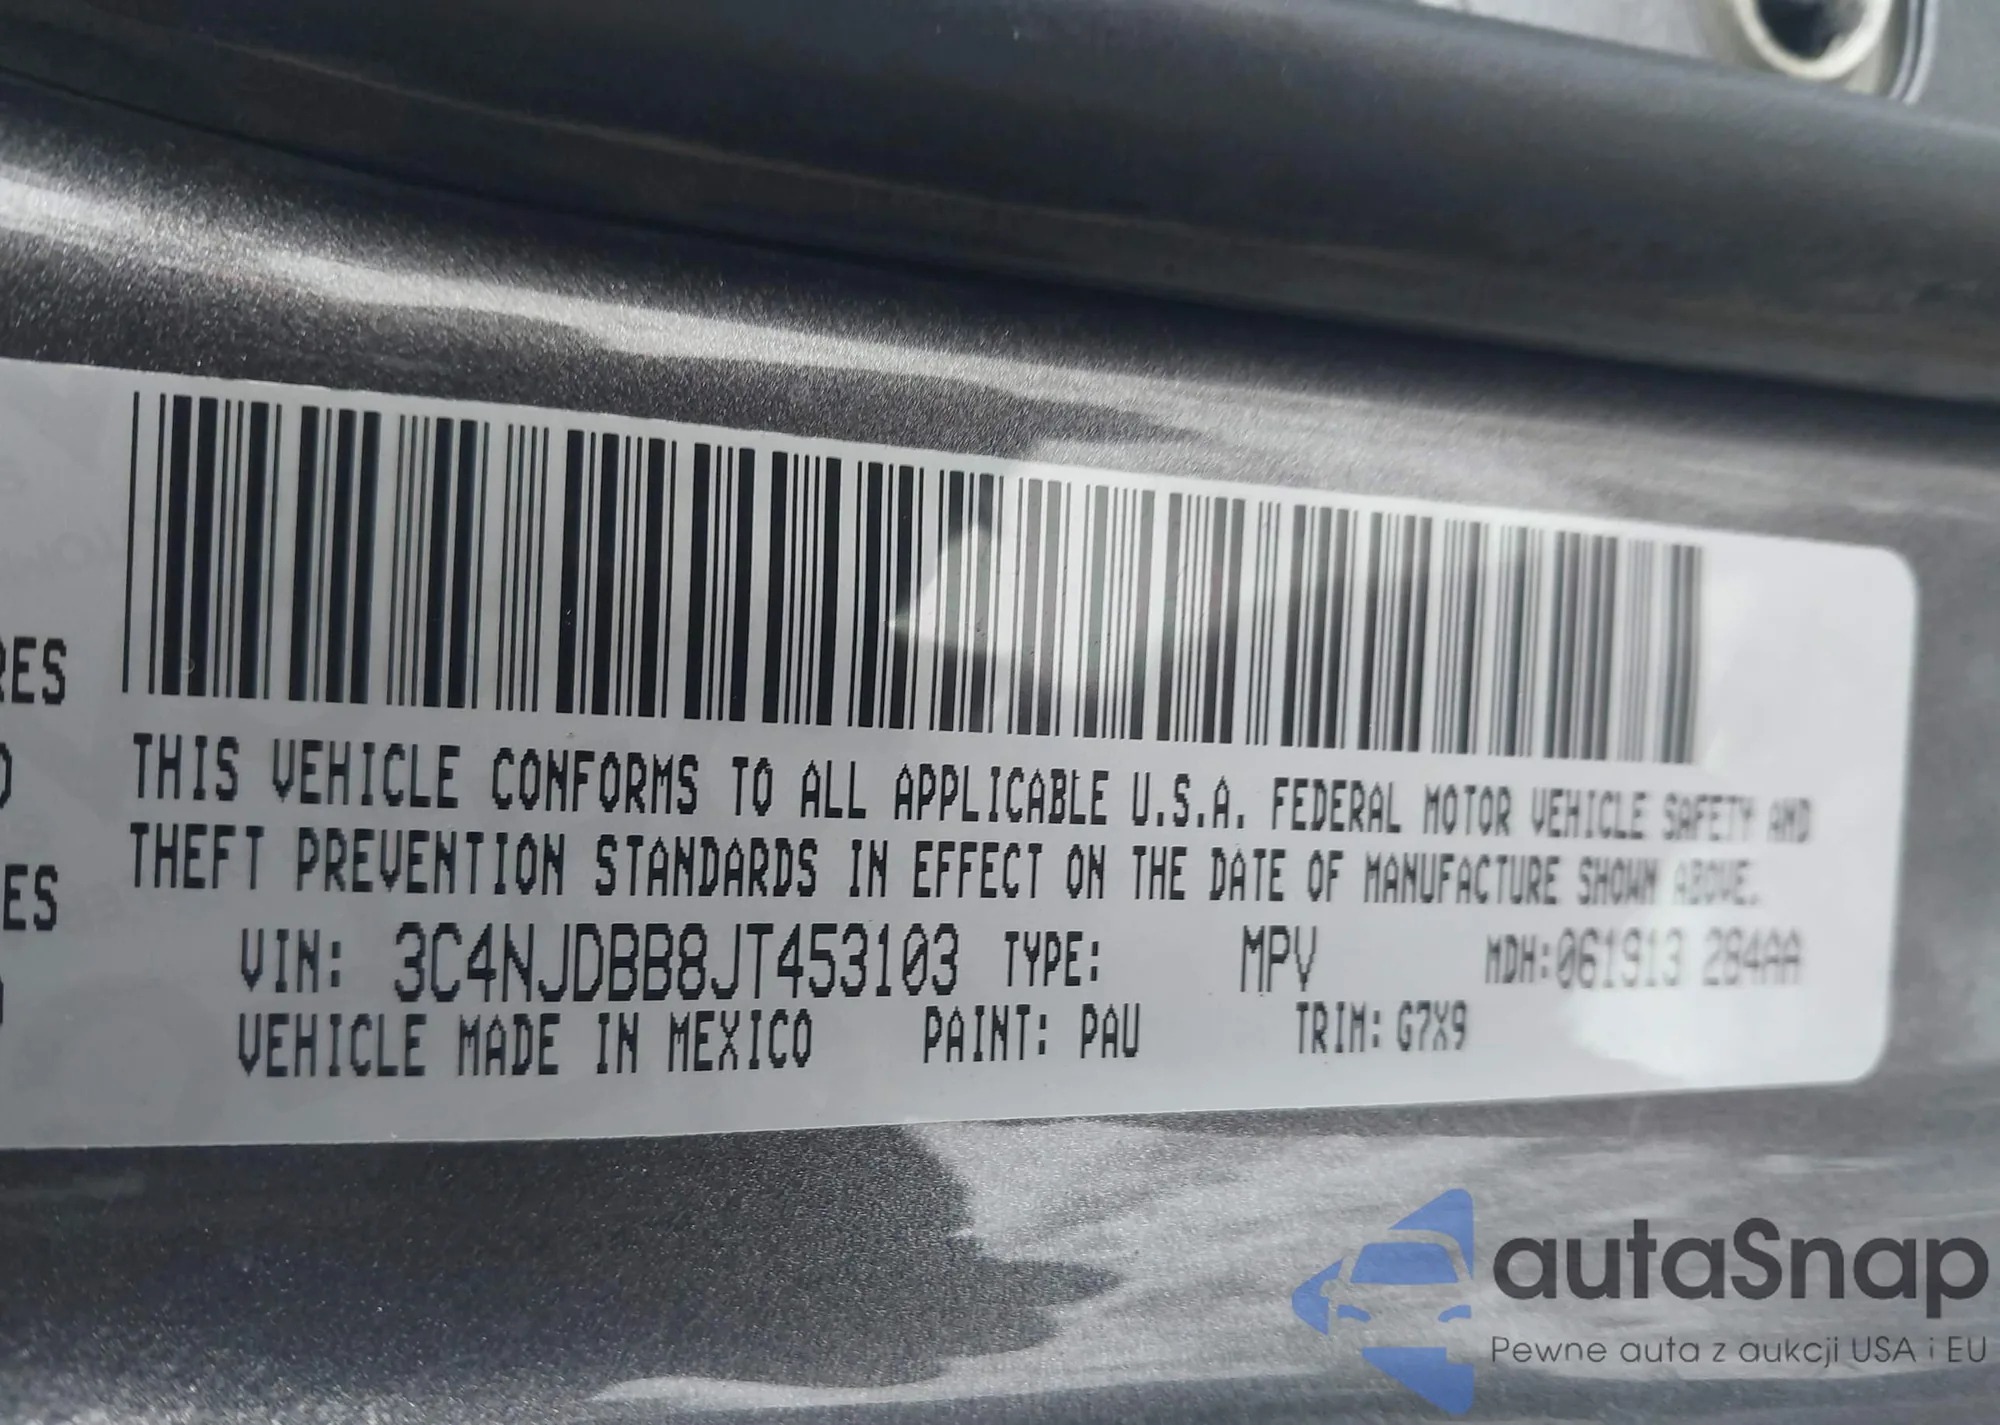 RES
THIS VEHICLE CONFORMS TO ALL APPLICABLE U.S.A. FEDERAL MOTOR VEHICLE SAFETY AND
THEFT PREVENTION STANDARDS IN EFFECT ON THE DATE OF MANUFACTURE SHOWN ABOVE.
ES
VIN: 3C4NJDBB8JT453103 TYPE: MPV MDH:061913 284AA
VEHICLE MADE IN MEXICO PAINT: PAU TRIM: G7X9
autaSnap
Pewne auta z aukcji USA i EU